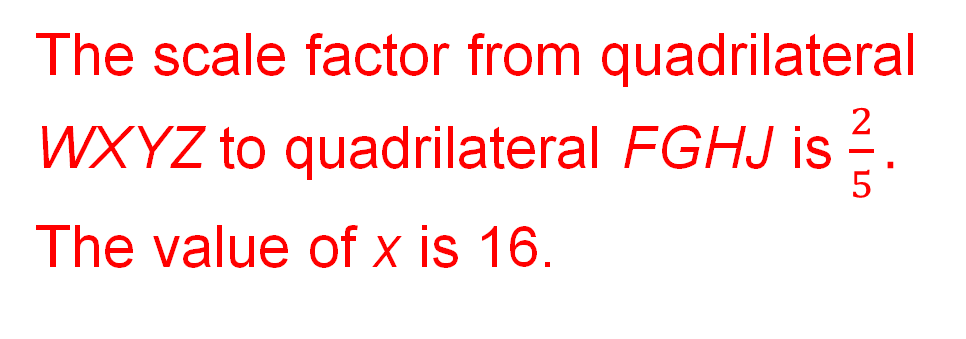 The scale factor from quadrilateral
WXYZ to quadrilateral FGHJ is 2/5.
The value of x is 16.